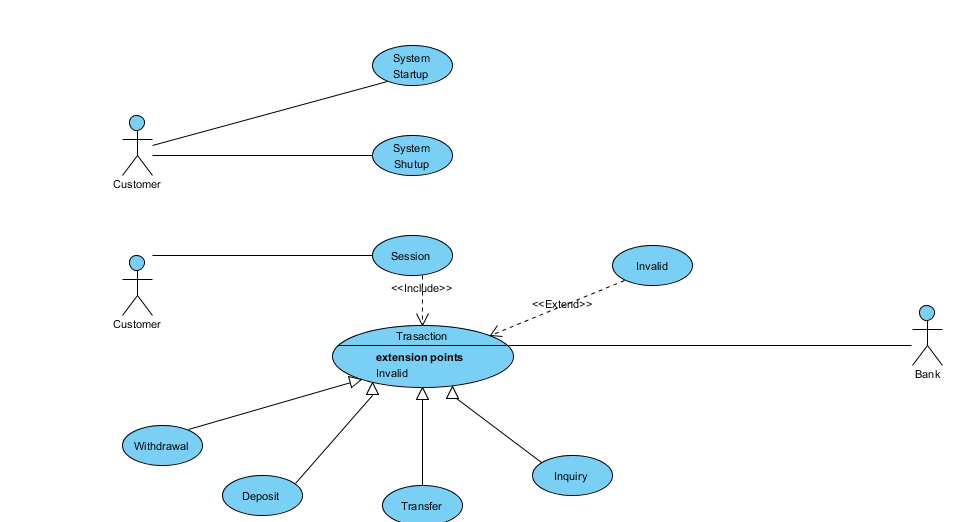 System
Startup
System
Shutup
Customer
Session
Invalid
<<Include>>
<<Extend>>
Customer
Trasaction
extension points
Invalid
Bank
Withdrawal
Inquiry
Deposit
Transfer